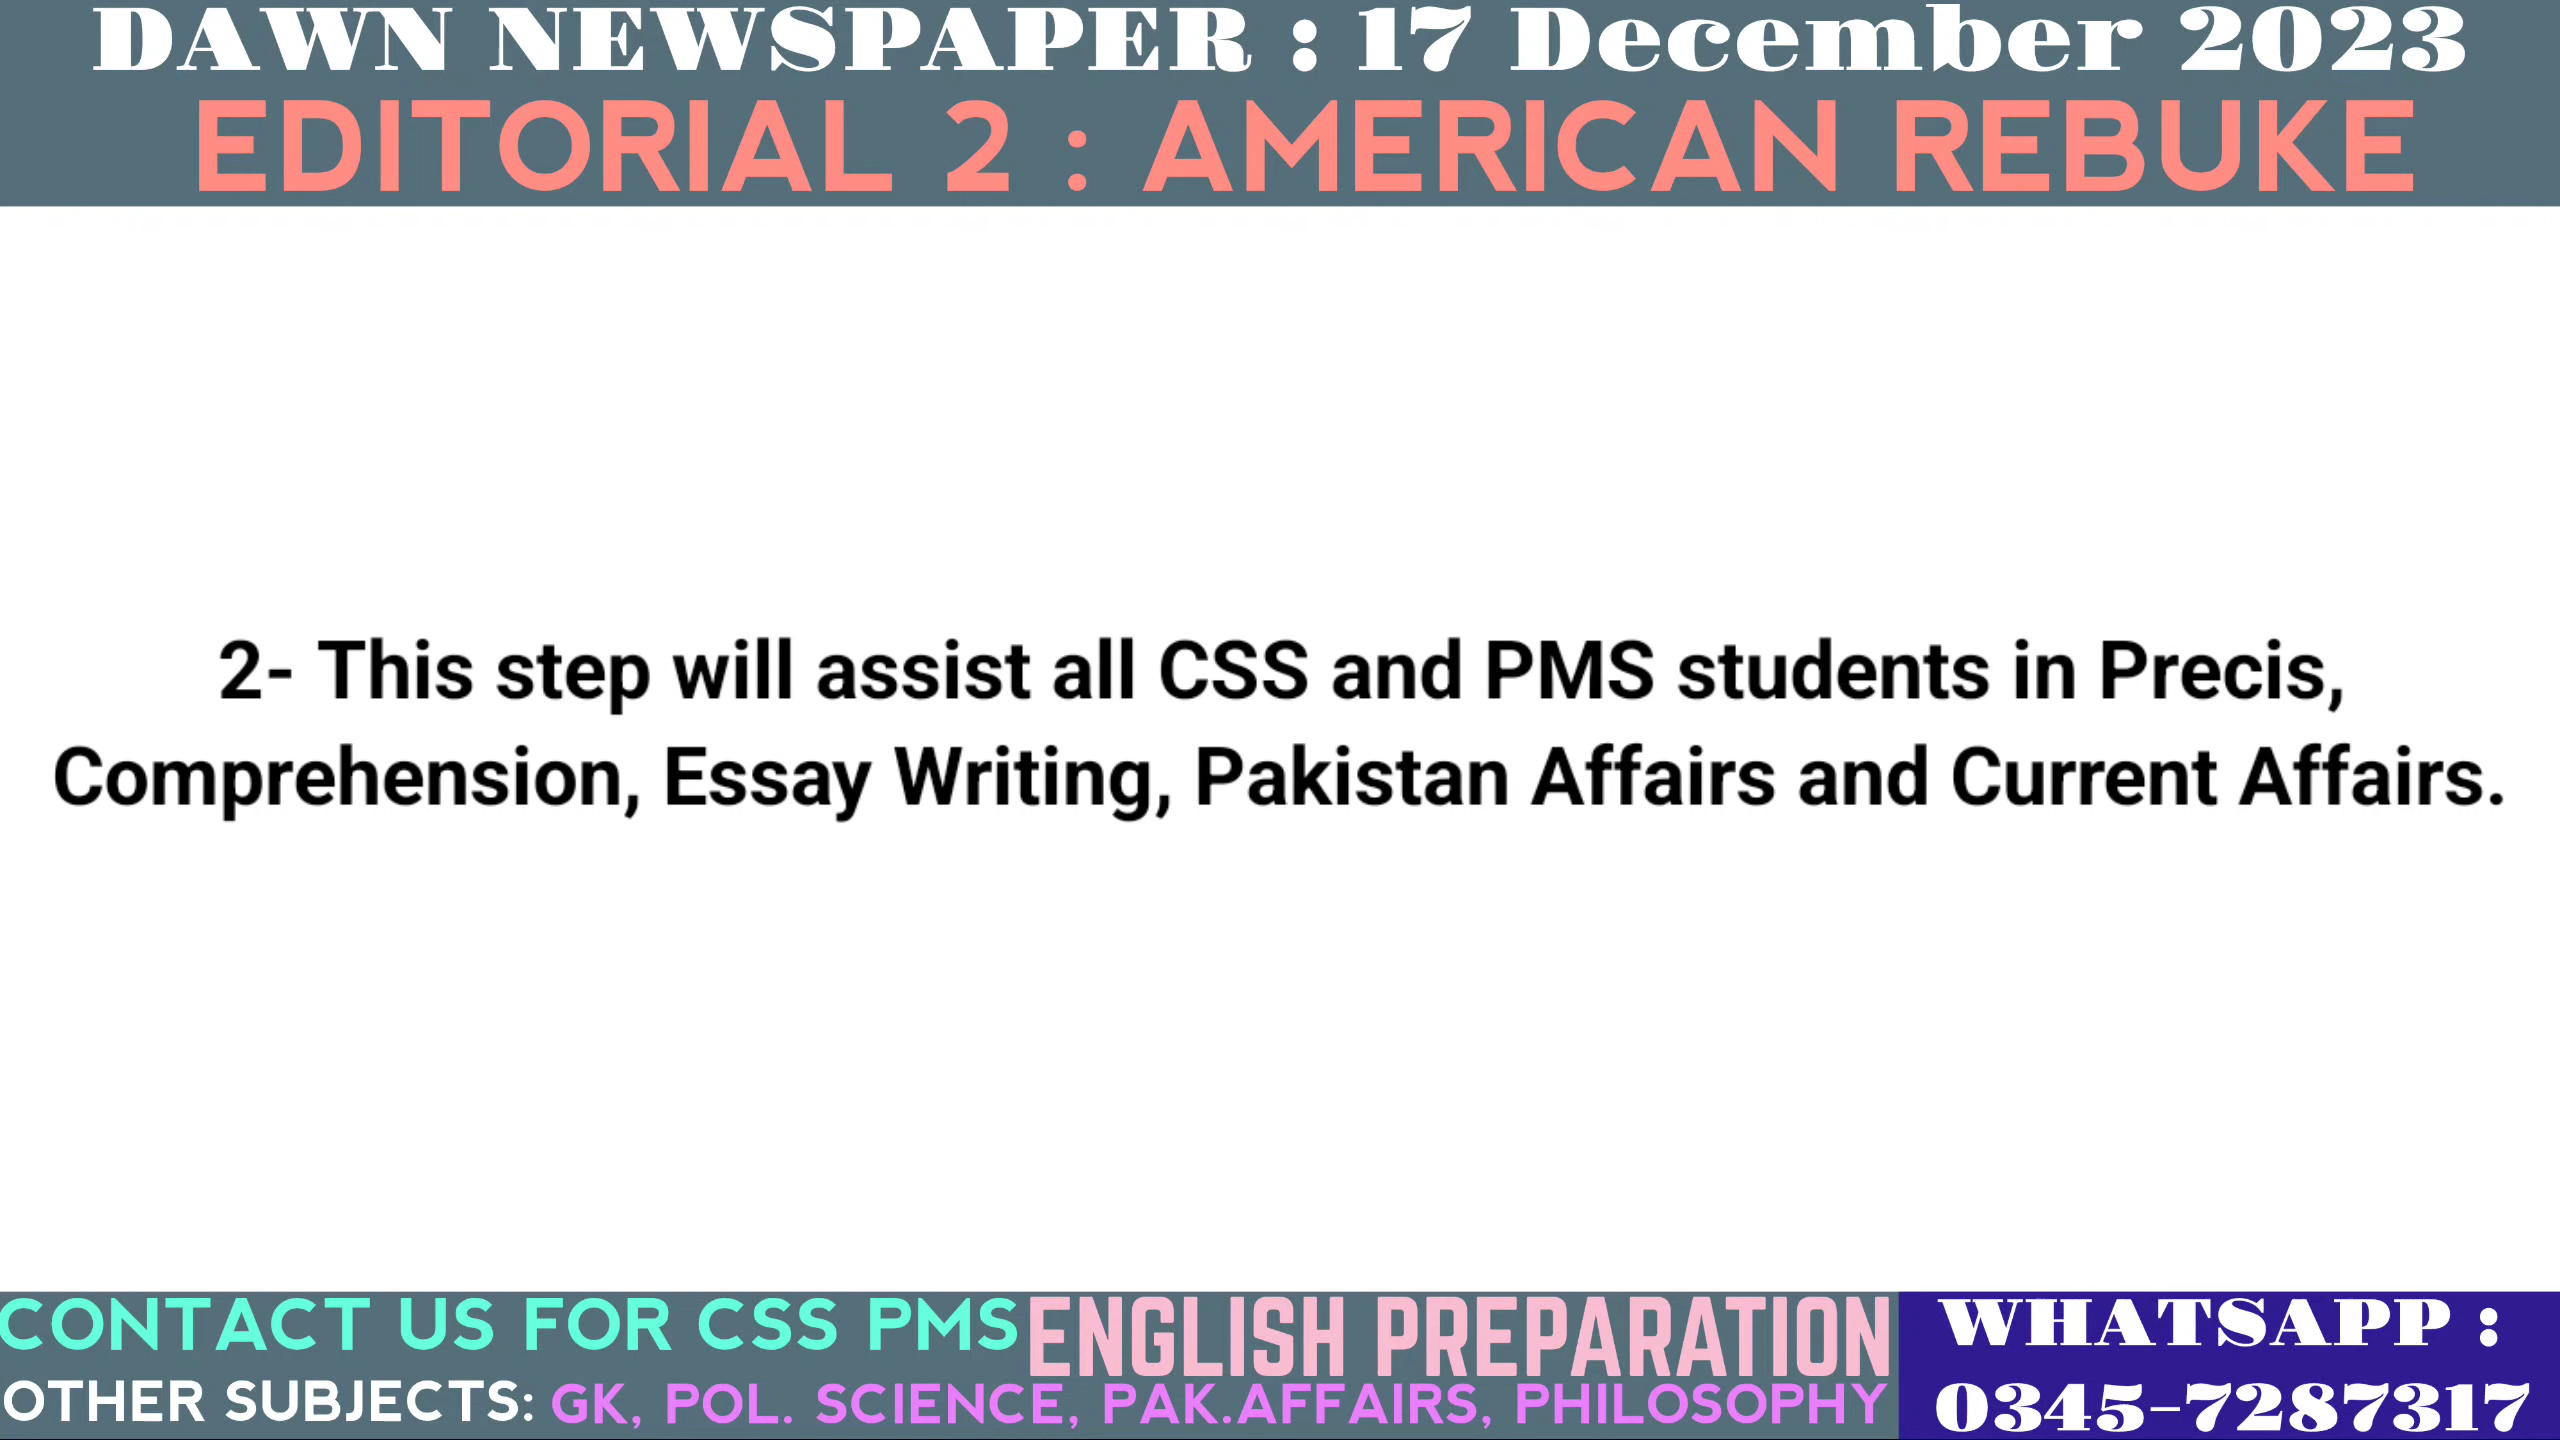 DAWN NEWSPAPER : 17 December 2023
EDITORIAL 2 : AMERICAN REBUKE
2- This step will assist all CSS and PMS students in Precis,
Comprehension, Essay Writing, Pakistan Affairs and Current Affairs.
CONTACT US FOR CSS PMS ENGLISH PREPARATION
OTHER SUBJECTS: GK, POL. SCIENCE, PAK.AFFAIRS, PHILOSOPHY
WHATSAPP :
0345-7287317